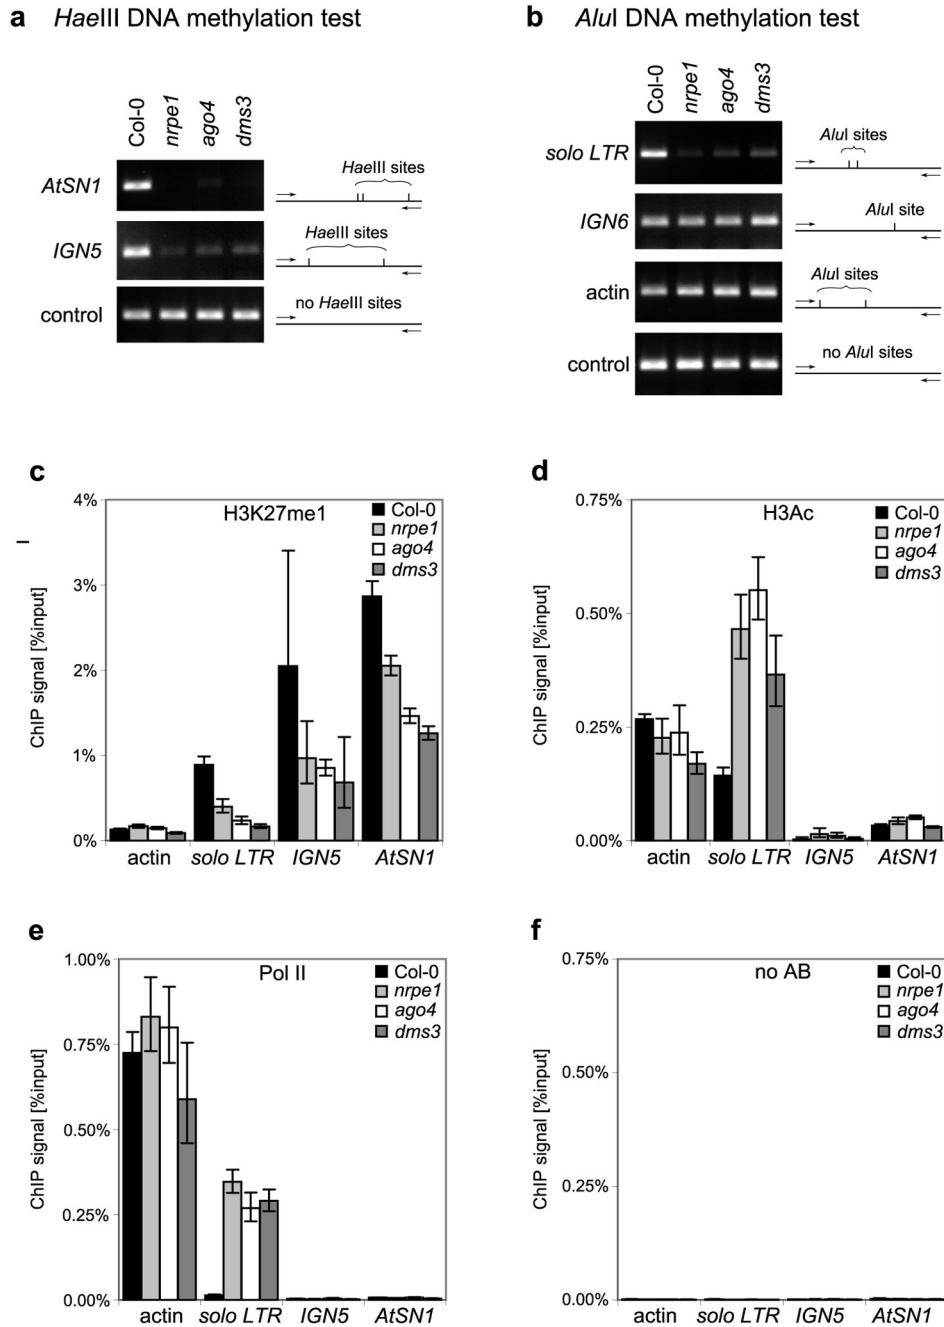 a HaeIII DNA methylation test
Col-0
nrpe1
ago4
dms3
AtSN1
HaeIII sites
IGN5
HaeIII sites
control
no HaeIII sites
b AluI DNA methylation test
Col-0
nrpe1
ago4
dms3
solo LTR
AluI sites
IGN6
AluI site
actin
AluI sites
control
no AluI sites
c
H3K27me1
Col-0
nrpe1
ago4
dms3
ChIP signal [%input]
4%
3%
2%
1%
0%
actin solo LTR IGN5 AtSN1
d
H3Ac
Col-0
nrpe1
ago4
dms3
ChIP signal [%input]
0.75%
0.50%
0.25%
0.00%
actin solo LTR IGN5 AtSN1
e
Pol II
Col-0
nrpe1
ago4
dms3
ChIP signal [%input]
1.00%
0.75%
0.50%
0.25%
0.00%
actin solo LTR IGN5 AtSN1
f
no AB
Col-0
nrpe1
ago4
dms3
ChIP signal [%input]
0.75%
0.50%
0.25%
0.00%
actin solo LTR IGN5 AtSN1